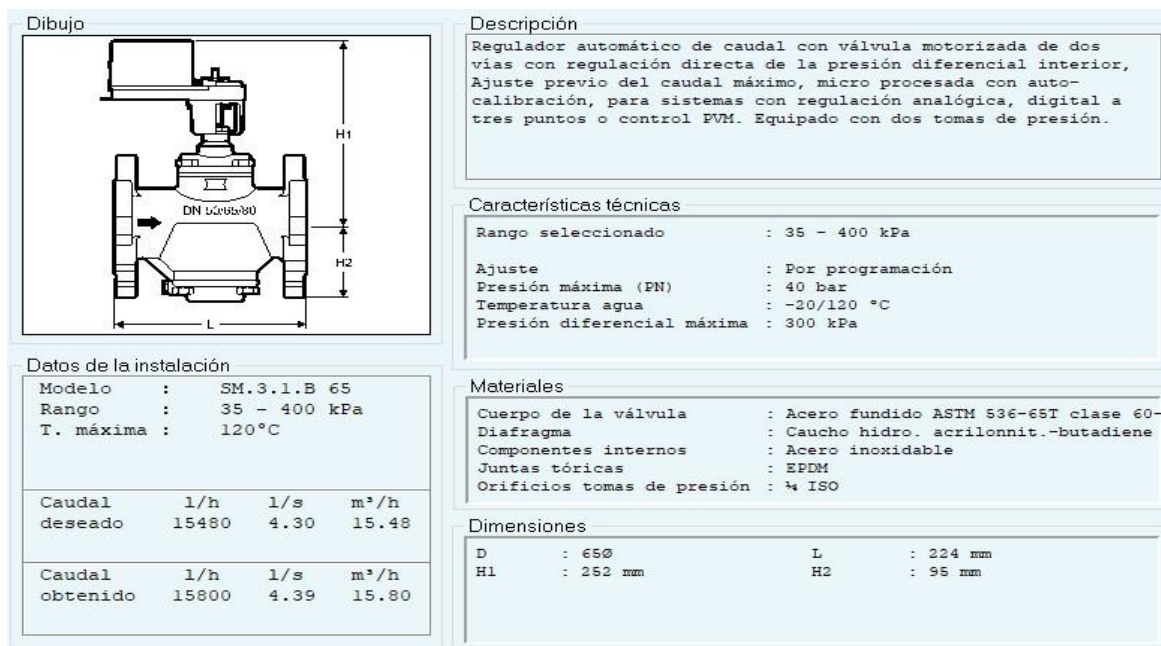 Dibujo
H1
DN 50/65/80
H2
L
Descripción
Regulador automático de caudal con válvula motorizada de dos
vías con regulación directa de la presión diferencial interior,
Ajuste previo del caudal máximo, micro procesada con auto-
calibración, para sistemas con regulación analógica, digital a
tres puntos o control PVM. Equipado con dos tomas de presión.
Características técnicas
Rango seleccionado : 35 - 400 kPa
Ajuste : Por programación
Presión máxima (PN) : 40 bar
Temperatura agua : -20/120 °C
Presión diferencial máxima : 300 kPa
Datos de la instalación
Modelo : SM.3.1.B 65
Rango : 35 - 400 kPa
T. máxima : 120°C
Caudal l/h l/s m³/h
deseado 15480 4.30 15.48
Caudal l/h l/s m³/h
obtenido 15800 4.39 15.80
Materiales
Cuerpo de la válvula : Acero fundido ASTM 536-65T clase 60-
Diafragma : Caucho hidro. acrilonnit.-butadiene
Componentes internos : Acero inoxidable
Juntas tóricas : EPDM
Orificios tomas de presión : ¼ ISO
Dimensiones
D : 65Ø L : 224 mm
H1 : 252 mm H2 : 95 mm